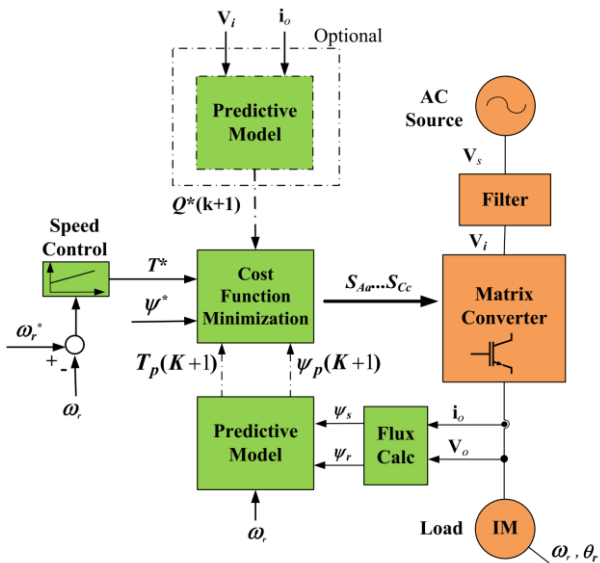 V_i i_o
Optional
Predictive
Model
AC
Source
V_s
Filter
Q*(k+1)
V_i
Speed
Control
T*
Cost
Function
Minimization
ψ*
S_Aa...S_Cc
Matrix
Converter
ω_r*
+ -
ω_r
T_p(K+1) ψ_p(K+1)
Predictive
Model
ψ_s
ψ_r
Flux
Calc
i_o
V_o
ω_r
Load
IM
ω_r , θ_r